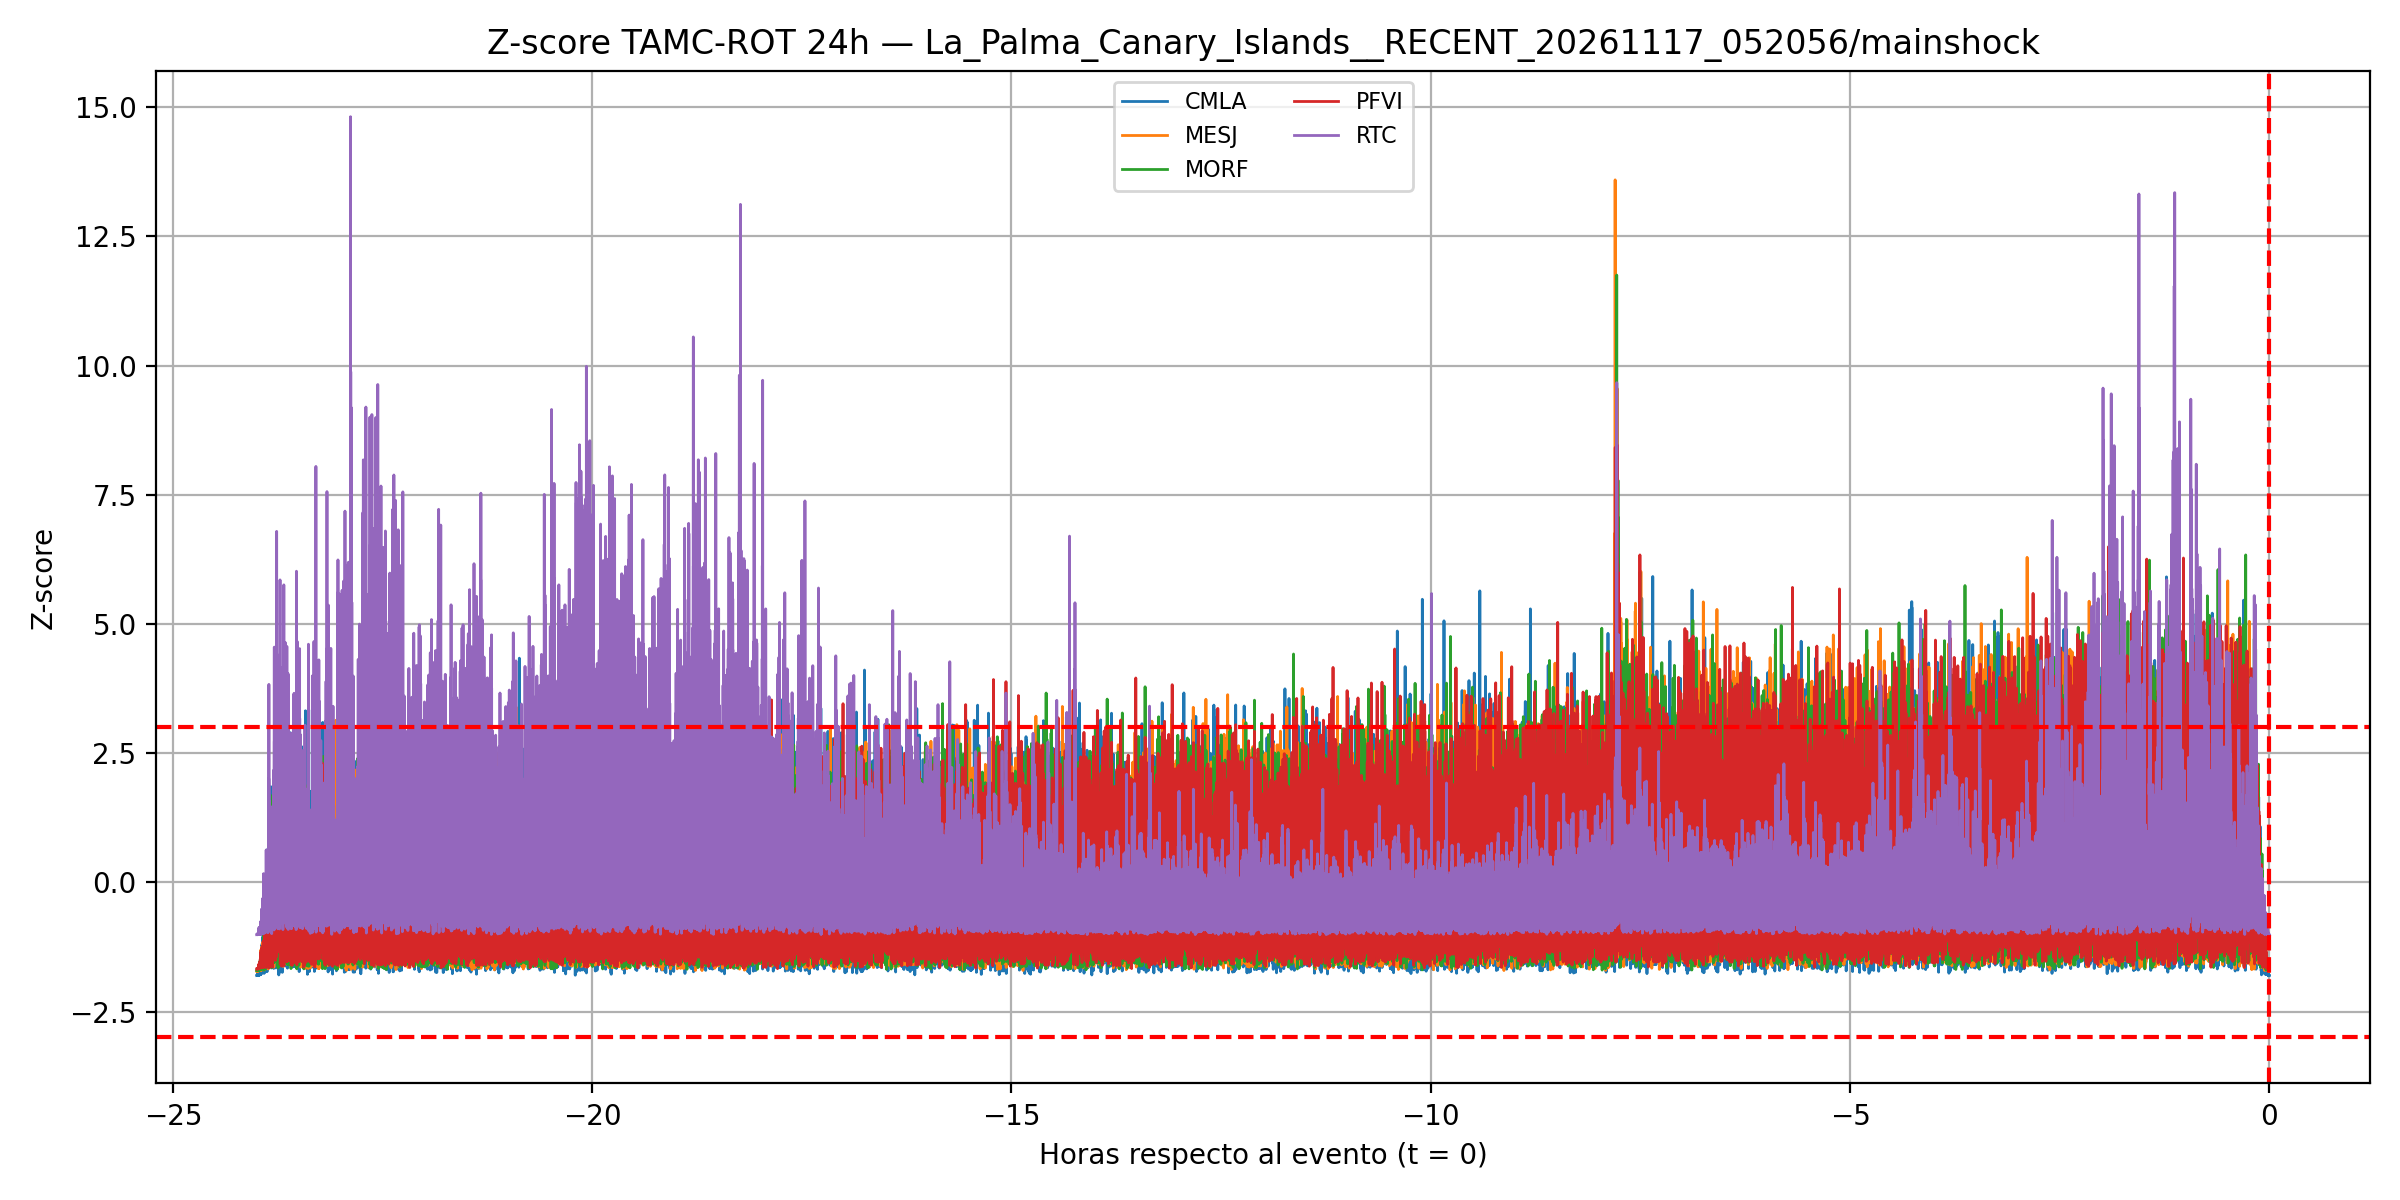 Z-score TAMC-ROT 24h — La_Palma_Canary_Islands__RECENT_20261117_052056/mainshock
CMLA
MESJ
MORF
PFVI
RTC
Z-score
15.0
12.5
10.0
7.5
5.0
2.5
0.0
−2.5
−25
−20
−15
−10
−5
0
Horas respecto al evento (t = 0)